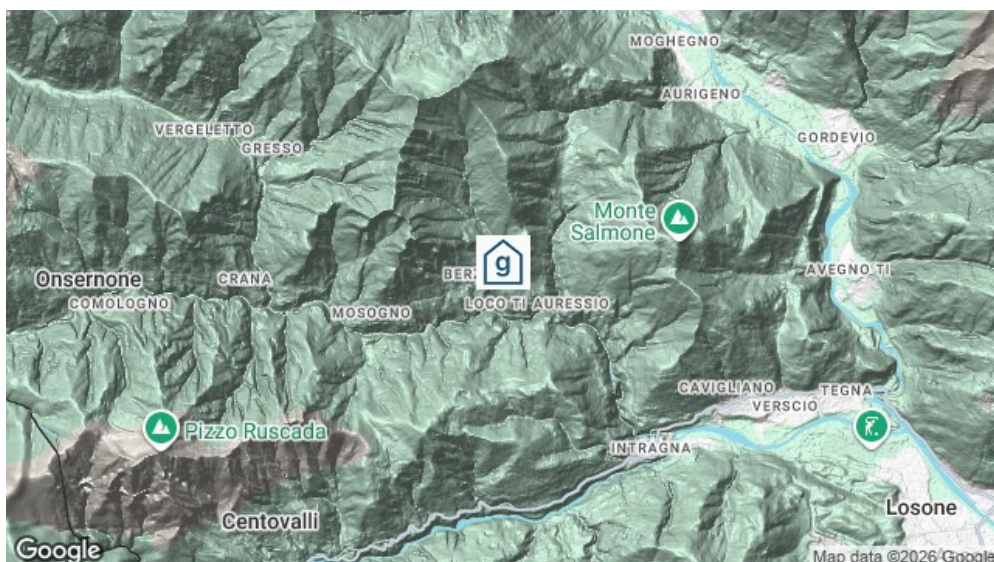 MOGHEGNO
AURIGENO
VERGELETTO
GORDEVIO
GRESSO
Monte
Salmone
g
Onsernone
CRANA
AVEGNO TI
COMOLOGNO
MOSOGNO
LOCO TI
AURESSIO
CAVIGLIANO
TEGNA
VERSCIO
Pizzo Ruscada
INTRAGNA
Losone
Centovalli
Google
Map data ©2026 Google